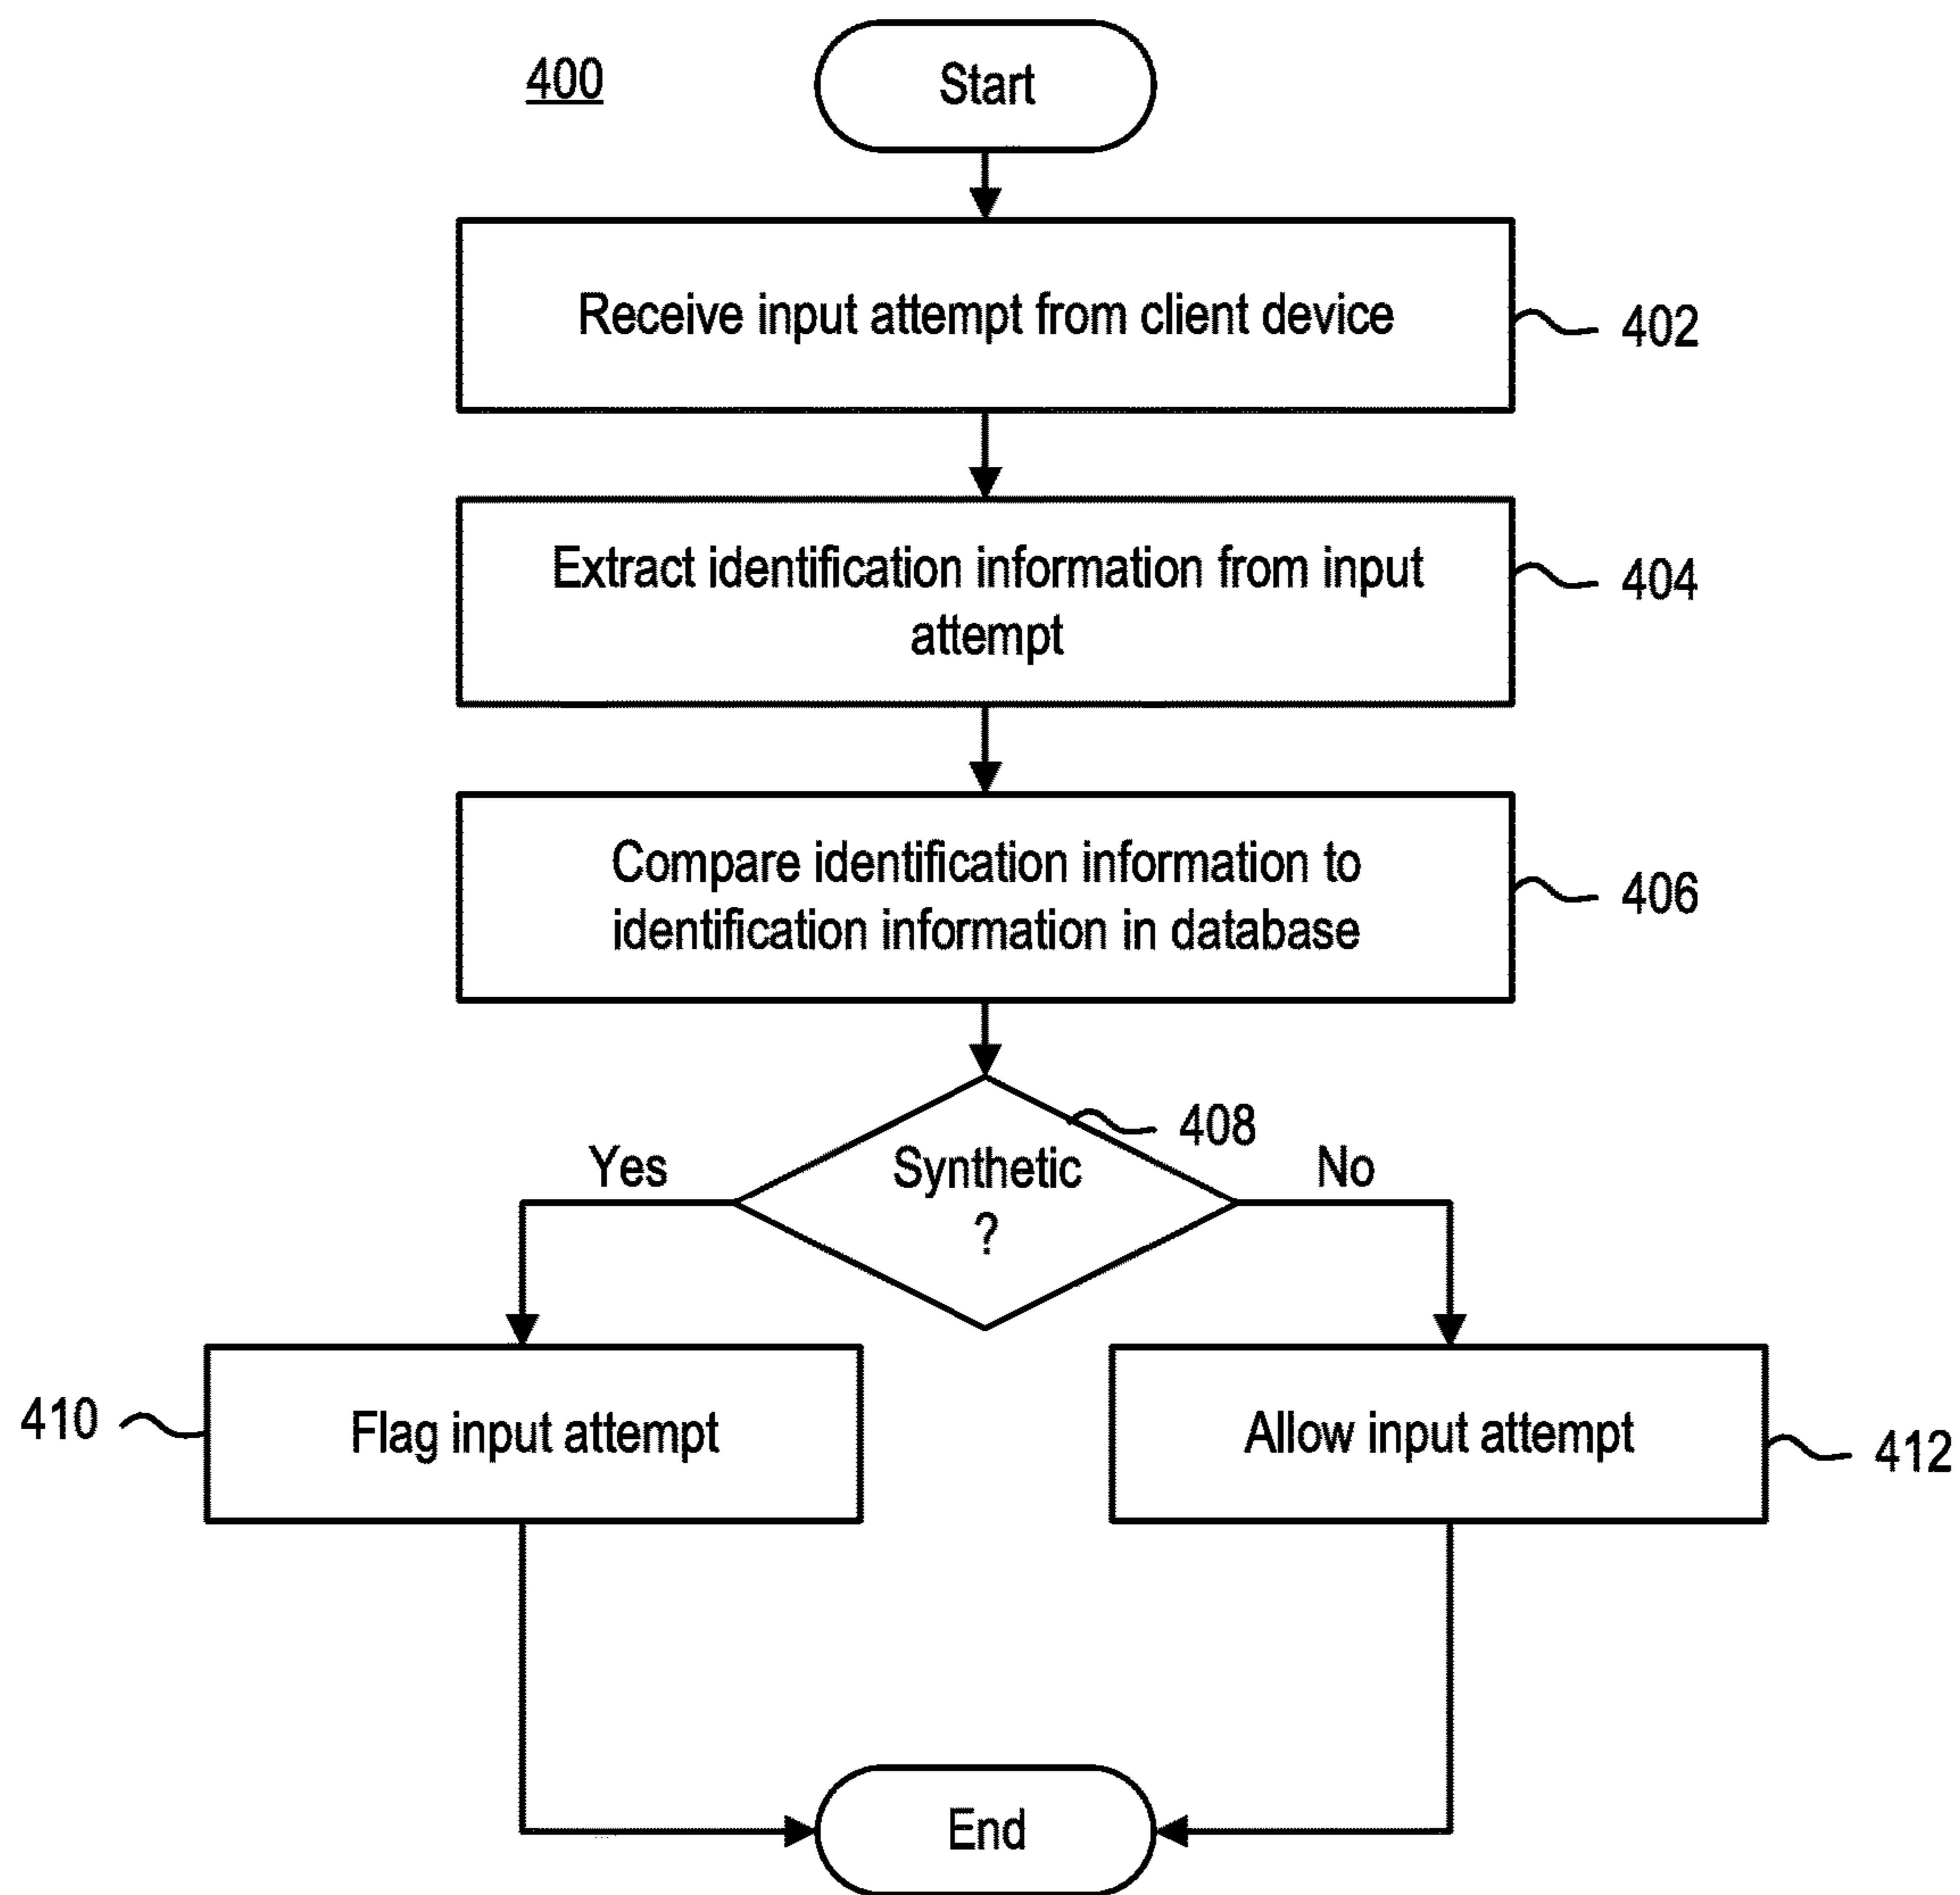 400
Start
Receive input attempt from client device
402
Extract identification information from input
attempt
404
Compare identification information to
identification information in database
406
408
Yes
Synthetic
?
No
410
Flag input attempt
Allow input attempt
412
End